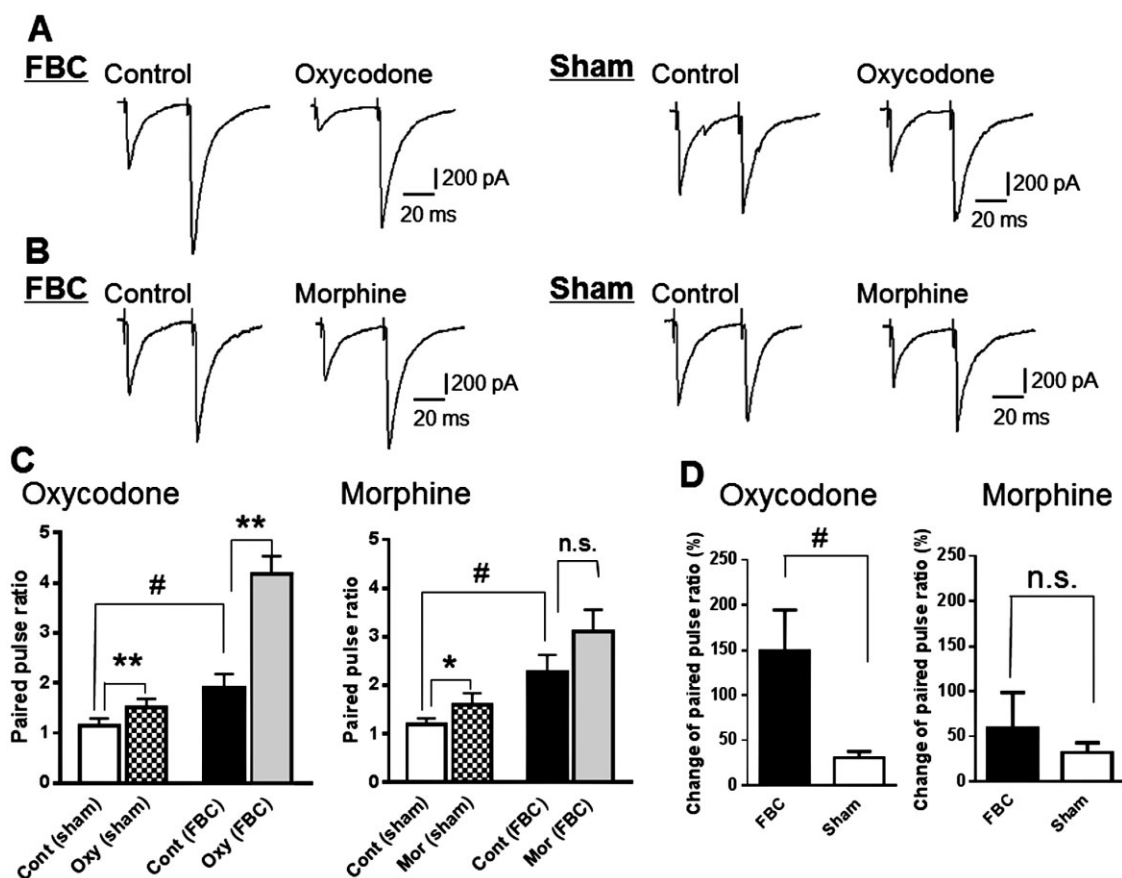 A
FBC Control Oxycodone Sham Control Oxycodone
200 pA
20 ms
200 pA
20 ms
B
FBC Control Morphine Sham Control Morphine
200 pA
20 ms
200 pA
20 ms
C
Oxycodone
Paired pulse ratio
5
4
3
2
1
0
**
#
**
Cont (sham)
Oxy (sham)
Cont (FBC)
Oxy (FBC)
Morphine
Paired pulse ratio
5
4
3
2
1
0
n.s.
#
*
Cont (sham)
Mor (sham)
Cont (FBC)
Mor (FBC)
D
Oxycodone
Change of paired pulse ratio (%)
250
200
150
100
50
0
#
FBC
Sham
Morphine
Change of paired pulse ratio (%)
250
200
150
100
50
0
n.s.
FBC
Sham